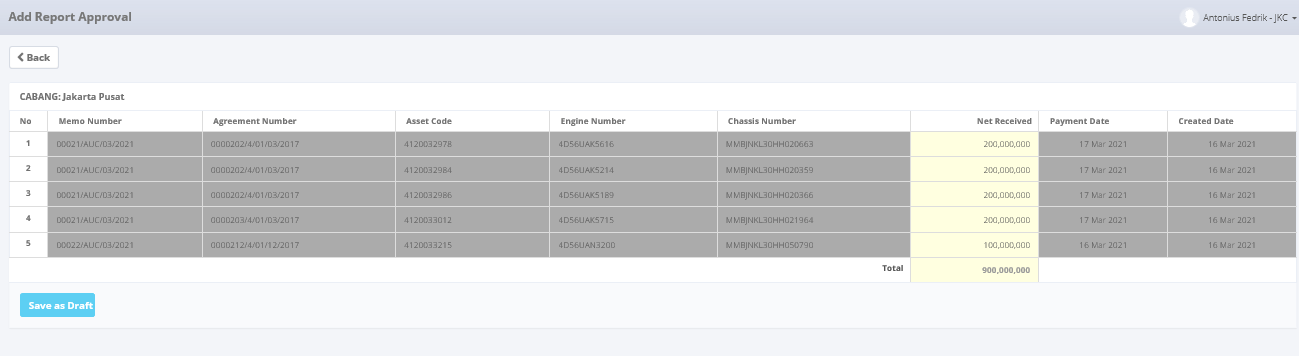 Add Report Approval
Antonius Fedrik - JKC
Back
CABANG: Jakarta Pusat
No Memo Number Agreement Number Asset Code Engine Number Chassis Number Net Received Payment Date Created Date
1 00021/AUC/03/2021 0000202/4/01/03/2017 4120032978 4D56UAK5616 MMBJNKL30HH020663 200,000,000 17 Mar 2021 16 Mar 2021
2 00021/AUC/03/2021 0000202/4/01/03/2017 4120032984 4D56UAK5214 MMBJNKL30HH020359 200,000,000 17 Mar 2021 16 Mar 2021
3 00021/AUC/03/2021 0000202/4/01/03/2017 4120032986 4D56UAK5189 MMBJNKL30HH020366 200,000,000 17 Mar 2021 16 Mar 2021
4 00021/AUC/03/2021 0000203/4/01/03/2017 4120033012 4D56UAK5715 MMBJNKL30HH021964 200,000,000 17 Mar 2021 16 Mar 2021
5 00022/AUC/03/2021 0000212/4/01/12/2017 4120033215 4D56UAN3200 MMBJNKL30HH050790 100,000,000 16 Mar 2021 16 Mar 2021
Total 900,000,000
Save as Draft